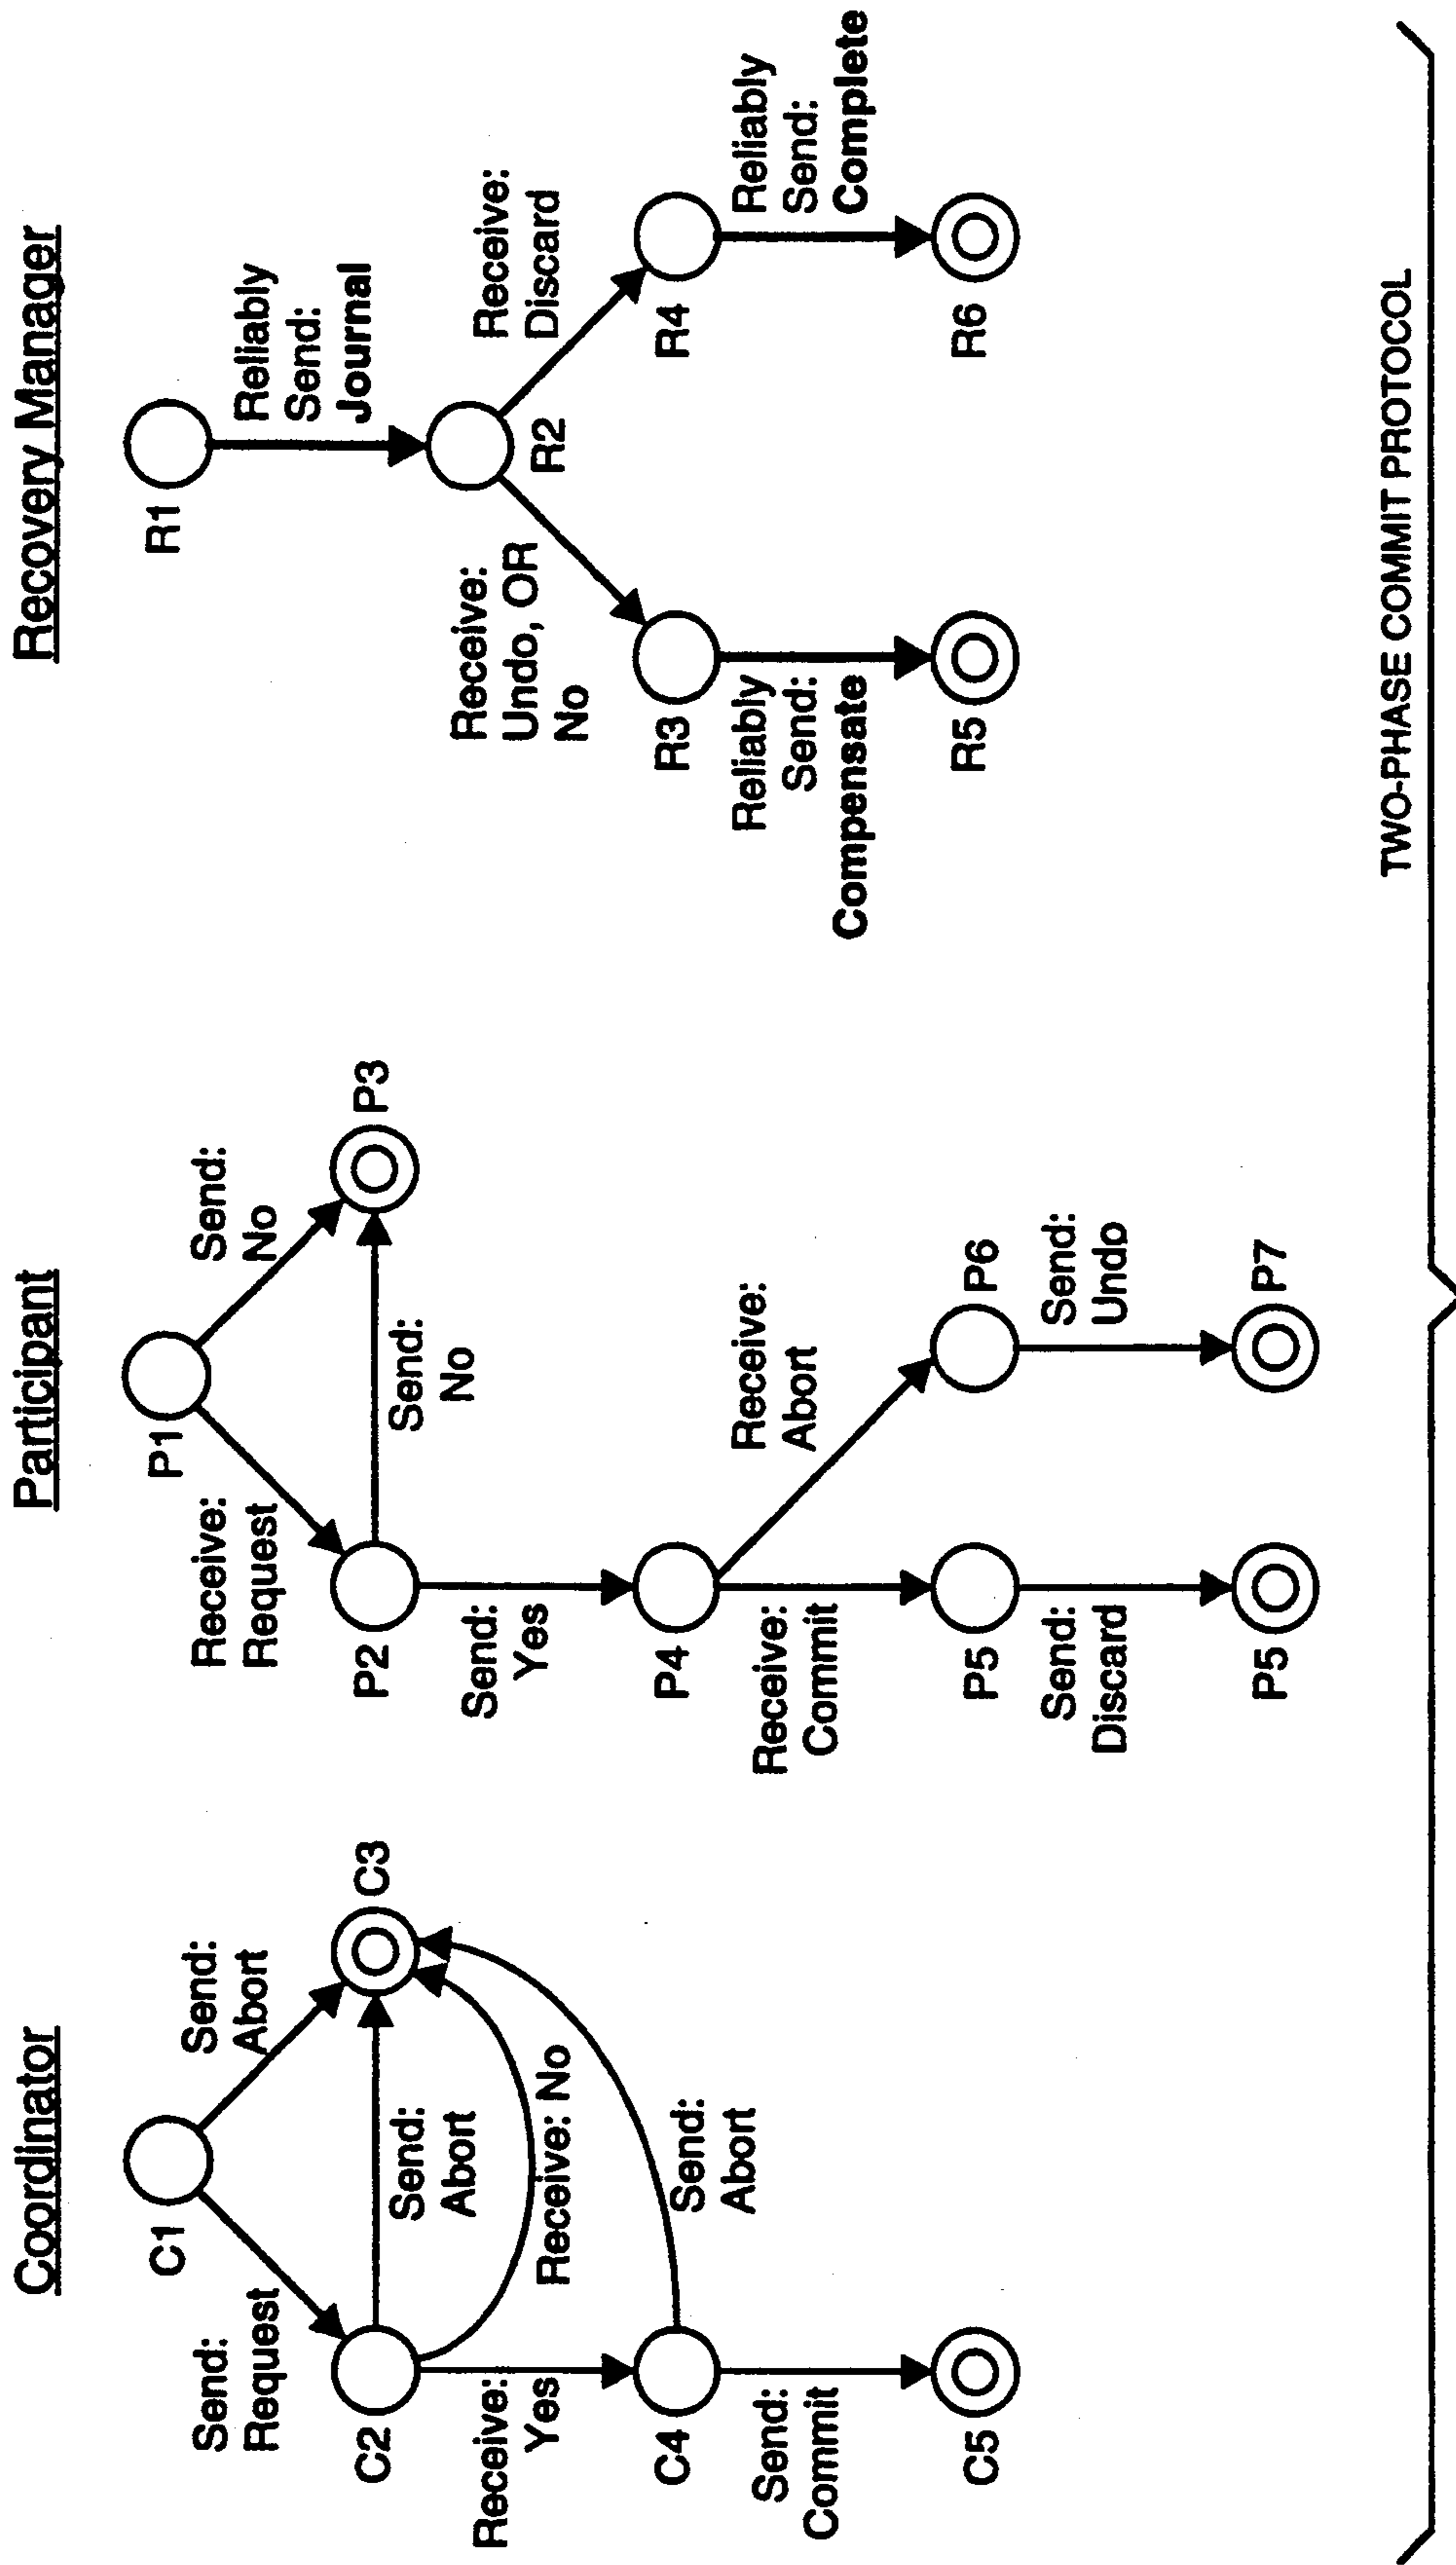 Coordinator
C1
Send:
Request
Send:
Abort
C2
C3
Send:
Abort
Receive: No
Receive:
Yes
C4
Send:
Abort
Send:
Commit
C5
Participant
P1
Receive:
Request
Send:
No
P2
P3
Send:
No
Send:
Yes
P4
Receive:
Commit
Receive:
Abort
P5
P6
Send:
Discard
Send:
Undo
P5
P7
Recovery Manager
R1
Reliably
Send:
Journal
R2
Receive:
Undo, OR
No
Receive:
Discard
R3
R4
Reliably
Send:
Compensate
Reliably
Send:
Complete
R5
R6
TWO-PHASE COMMIT PROTOCOL